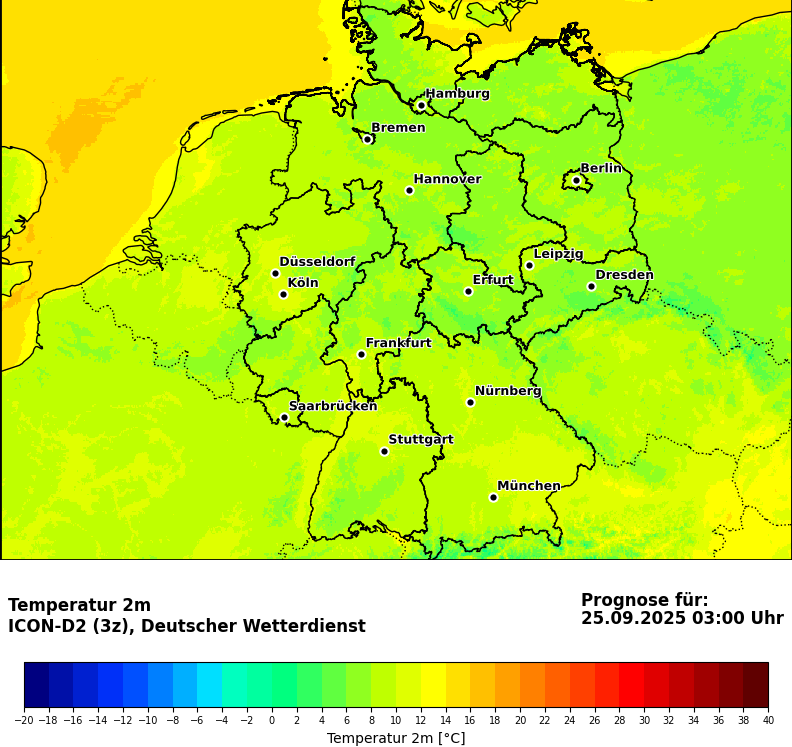 Hamburg
Bremen
Berlin
Hannover
Leipzig
Düsseldorf
Dresden
Köln
Erfurt
Frankfurt
Nürnberg
Saarbrücken
Stuttgart
München
Temperatur 2m
ICON-D2 (3z), Deutscher Wetterdienst
Prognose für:
25.09.2025 03:00 Uhr
−20 −18 −16 −14 −12 −10 −8 −6 −4 −2 0 2 4 6 8 10 12 14 16 18 20 22 24 26 28 30 32 34 36 38 40
Temperatur 2m [°C]